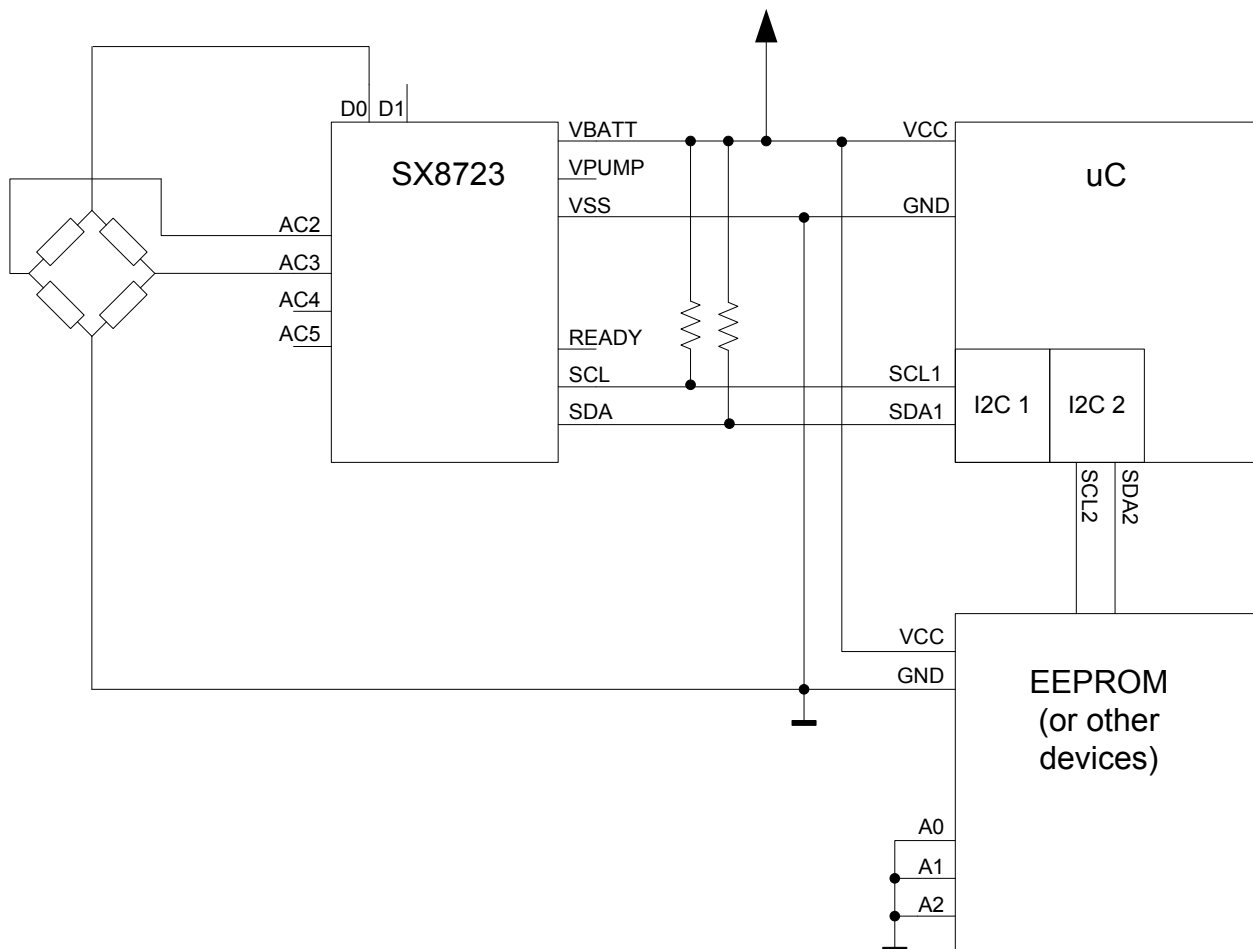 D0 D1
SX8723
VBATT
VPUMP
VSS
AC2
AC3
AC4
AC5
READY
SCL
SDA
VCC
uC
GND
SCL1
SDA1
I2C 1
I2C 2
SCL2
SDA2
VCC
GND
EEPROM
(or other
devices)
A0
A1
A2